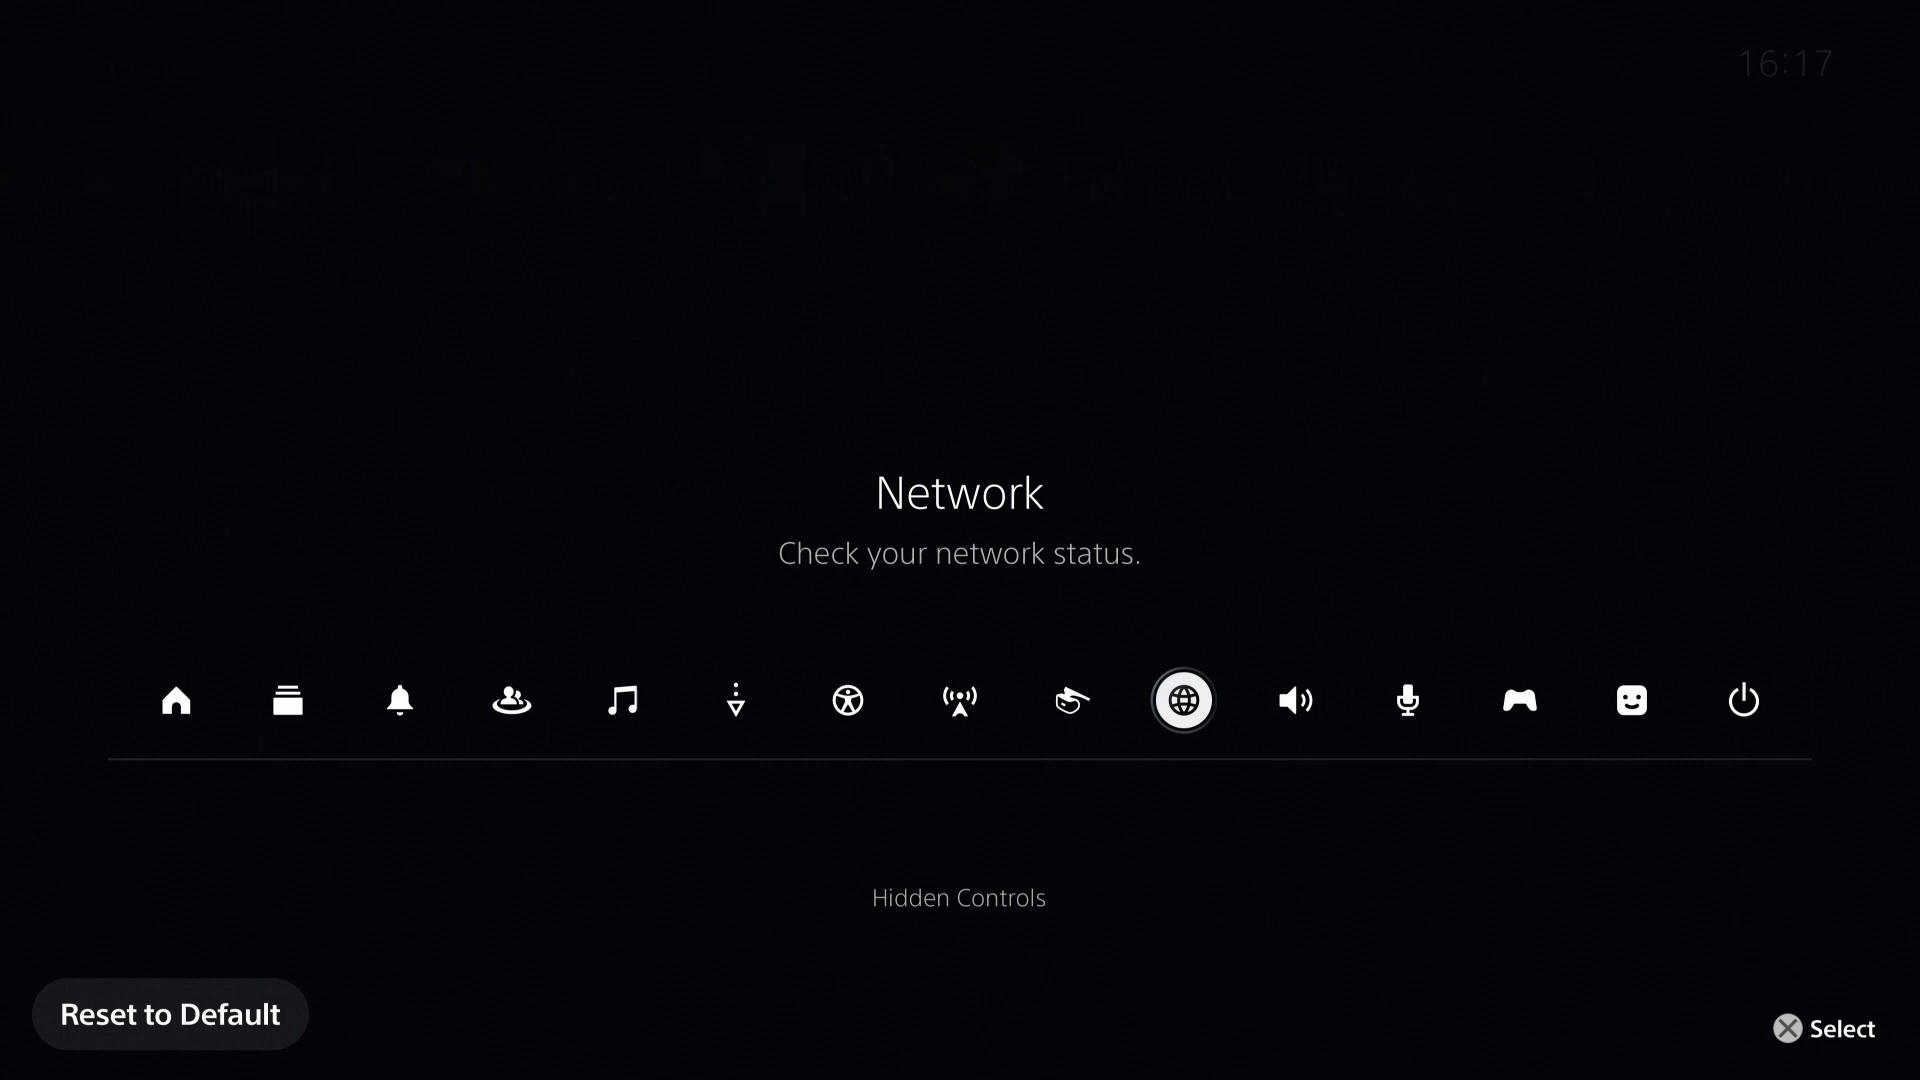 16:17
Network
Check your network status.
Hidden Controls
Reset to Default
Select